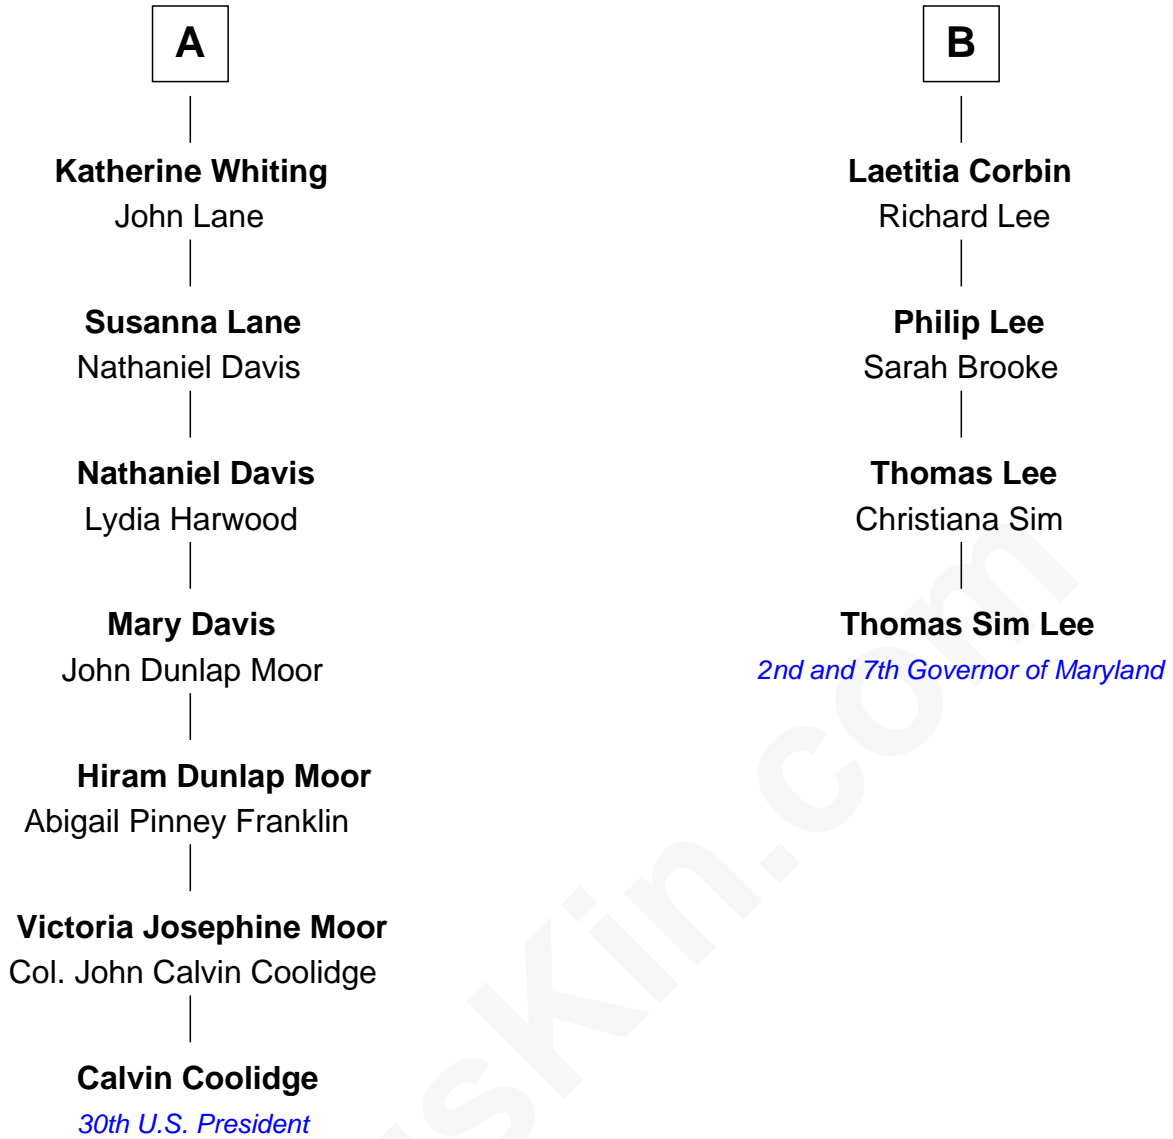 A
Katherine Whiting
John Lane
Susanna Lane
Nathaniel Davis
Nathaniel Davis
Lydia Harwood
Mary Davis
John Dunlap Moor
Hiram Dunlap Moor
Abigail Pinney Franklin
Victoria Josephine Moor
Col. John Calvin Coolidge
Calvin Coolidge
30th U.S. President
B
Laetitia Corbin
Richard Lee
Philip Lee
Sarah Brooke
Thomas Lee
Christiana Sim
Thomas Sim Lee
2nd and 7th Governor of Maryland
usKin.com